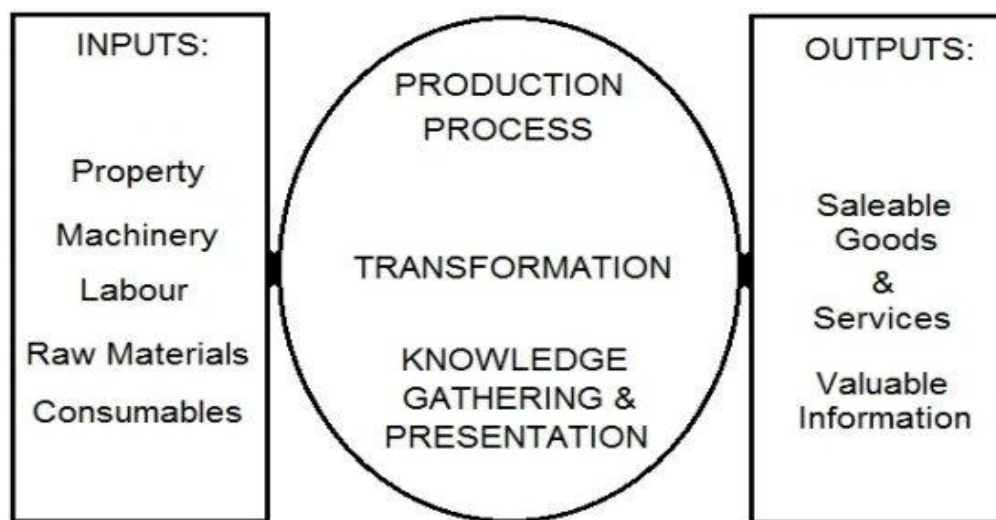 INPUTS:
Property
Machinery
Labour
Raw Materials
Consumables
PRODUCTION
PROCESS
TRANSFORMATION
KNOWLEDGE
GATHERING &
PRESENTATION
OUTPUTS:
Saleable
Goods
&
Services
Valuable
Information